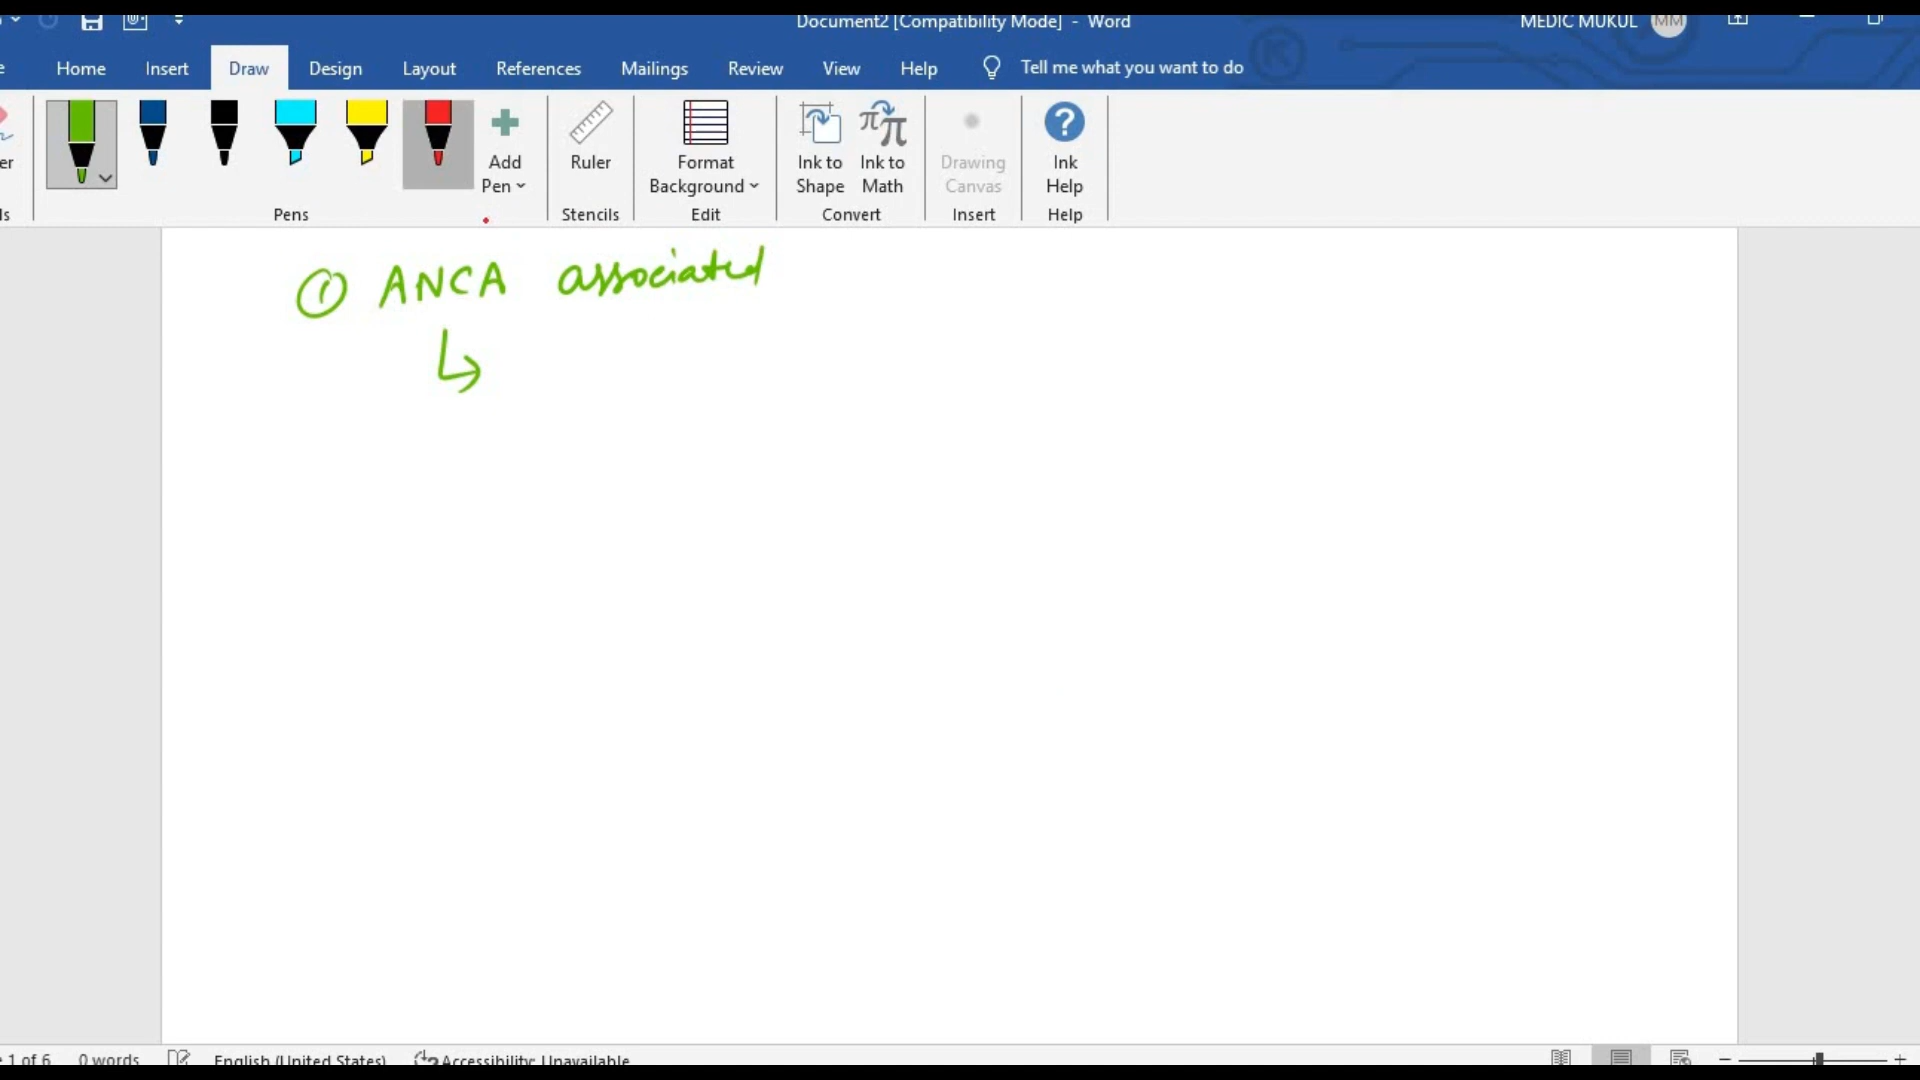 Document2 [Compatibility Mode] - Word
MEDIC MUKUL MM
Home Insert Draw Design Layout References Mailings Review View Help Tell me what you want to do
Add Pen
Ruler
Format Background
Ink to Shape
Ink to Math
Drawing Canvas
Ink Help
Pens Stencils Edit Convert Insert Help
① ANCA associated
1 of 6 0 words English (United States) Accessibility: Unavailable